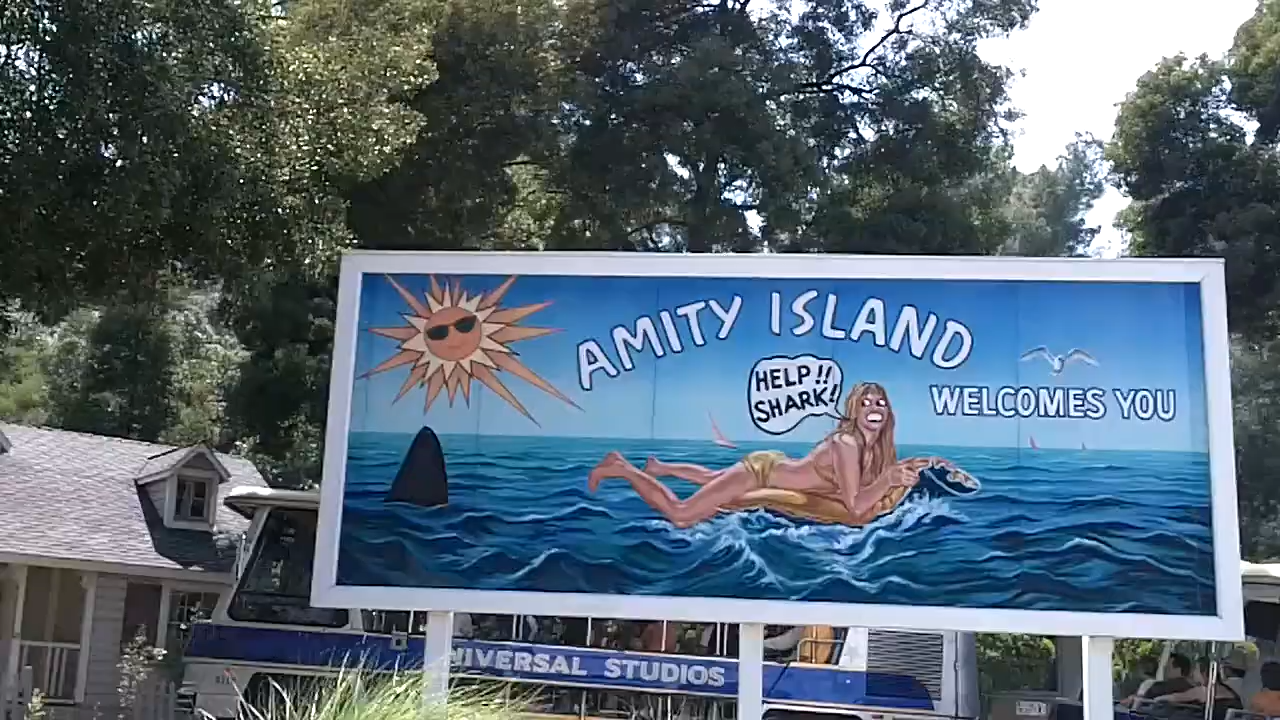 AMITY ISLAND
HELP !!
SHARK!
WELCOMES YOU
UNIVERSAL STUDIOS